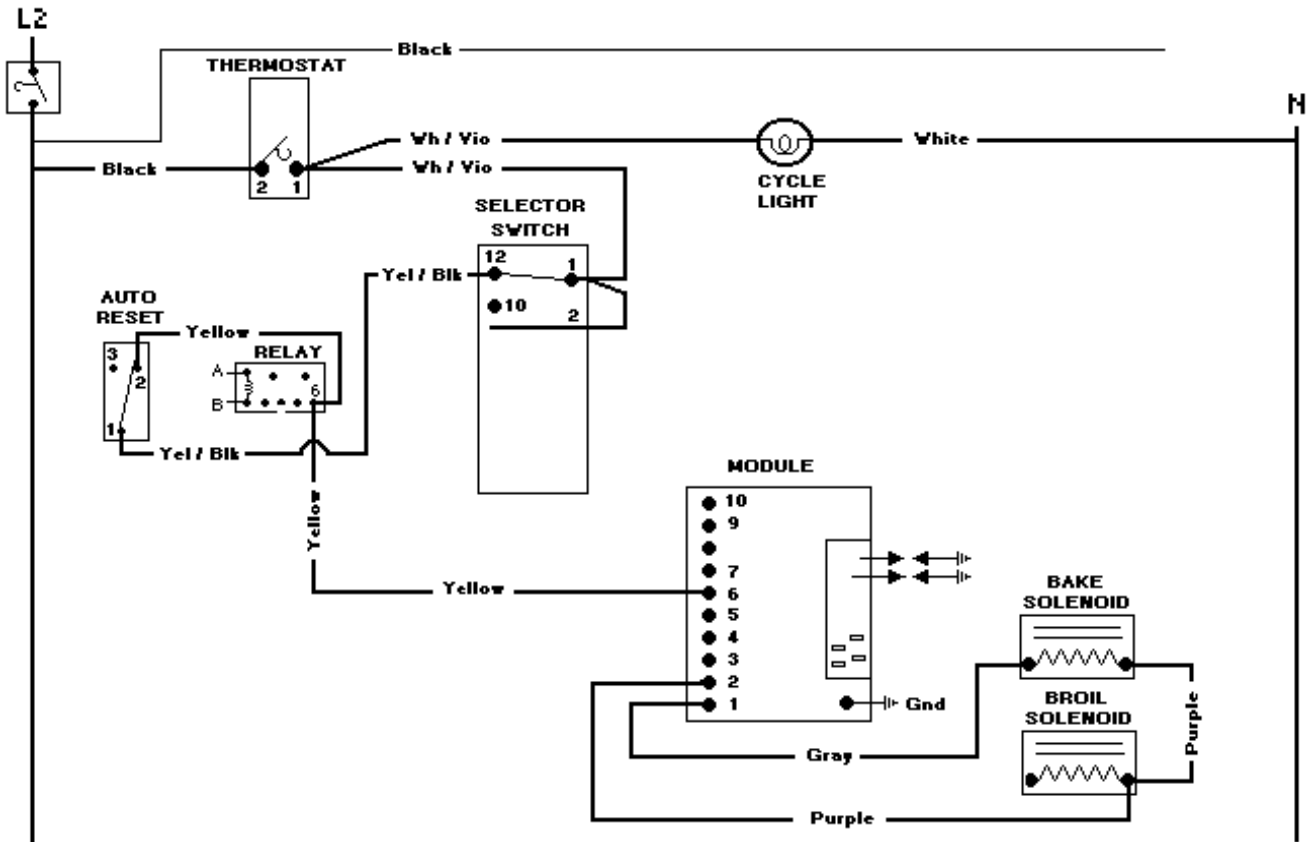 L2
Black
THERMOSTAT
N
Wh / Vio
White
Black
Wh / Vio
2 1
CYCLE
LIGHT
SELECTOR
SWITCH
12
1
Yel / Blk
10
2
AUTO
RESET
Yellow
RELAY
3
2
1
A
B
6
Yel / Blk
Yellow
MODULE
10
9
7
6
5
4
3
2
1
Yellow
Gnd
BAKE
SOLENOID
BROIL
SOLENOID
Purple
Gray
Purple